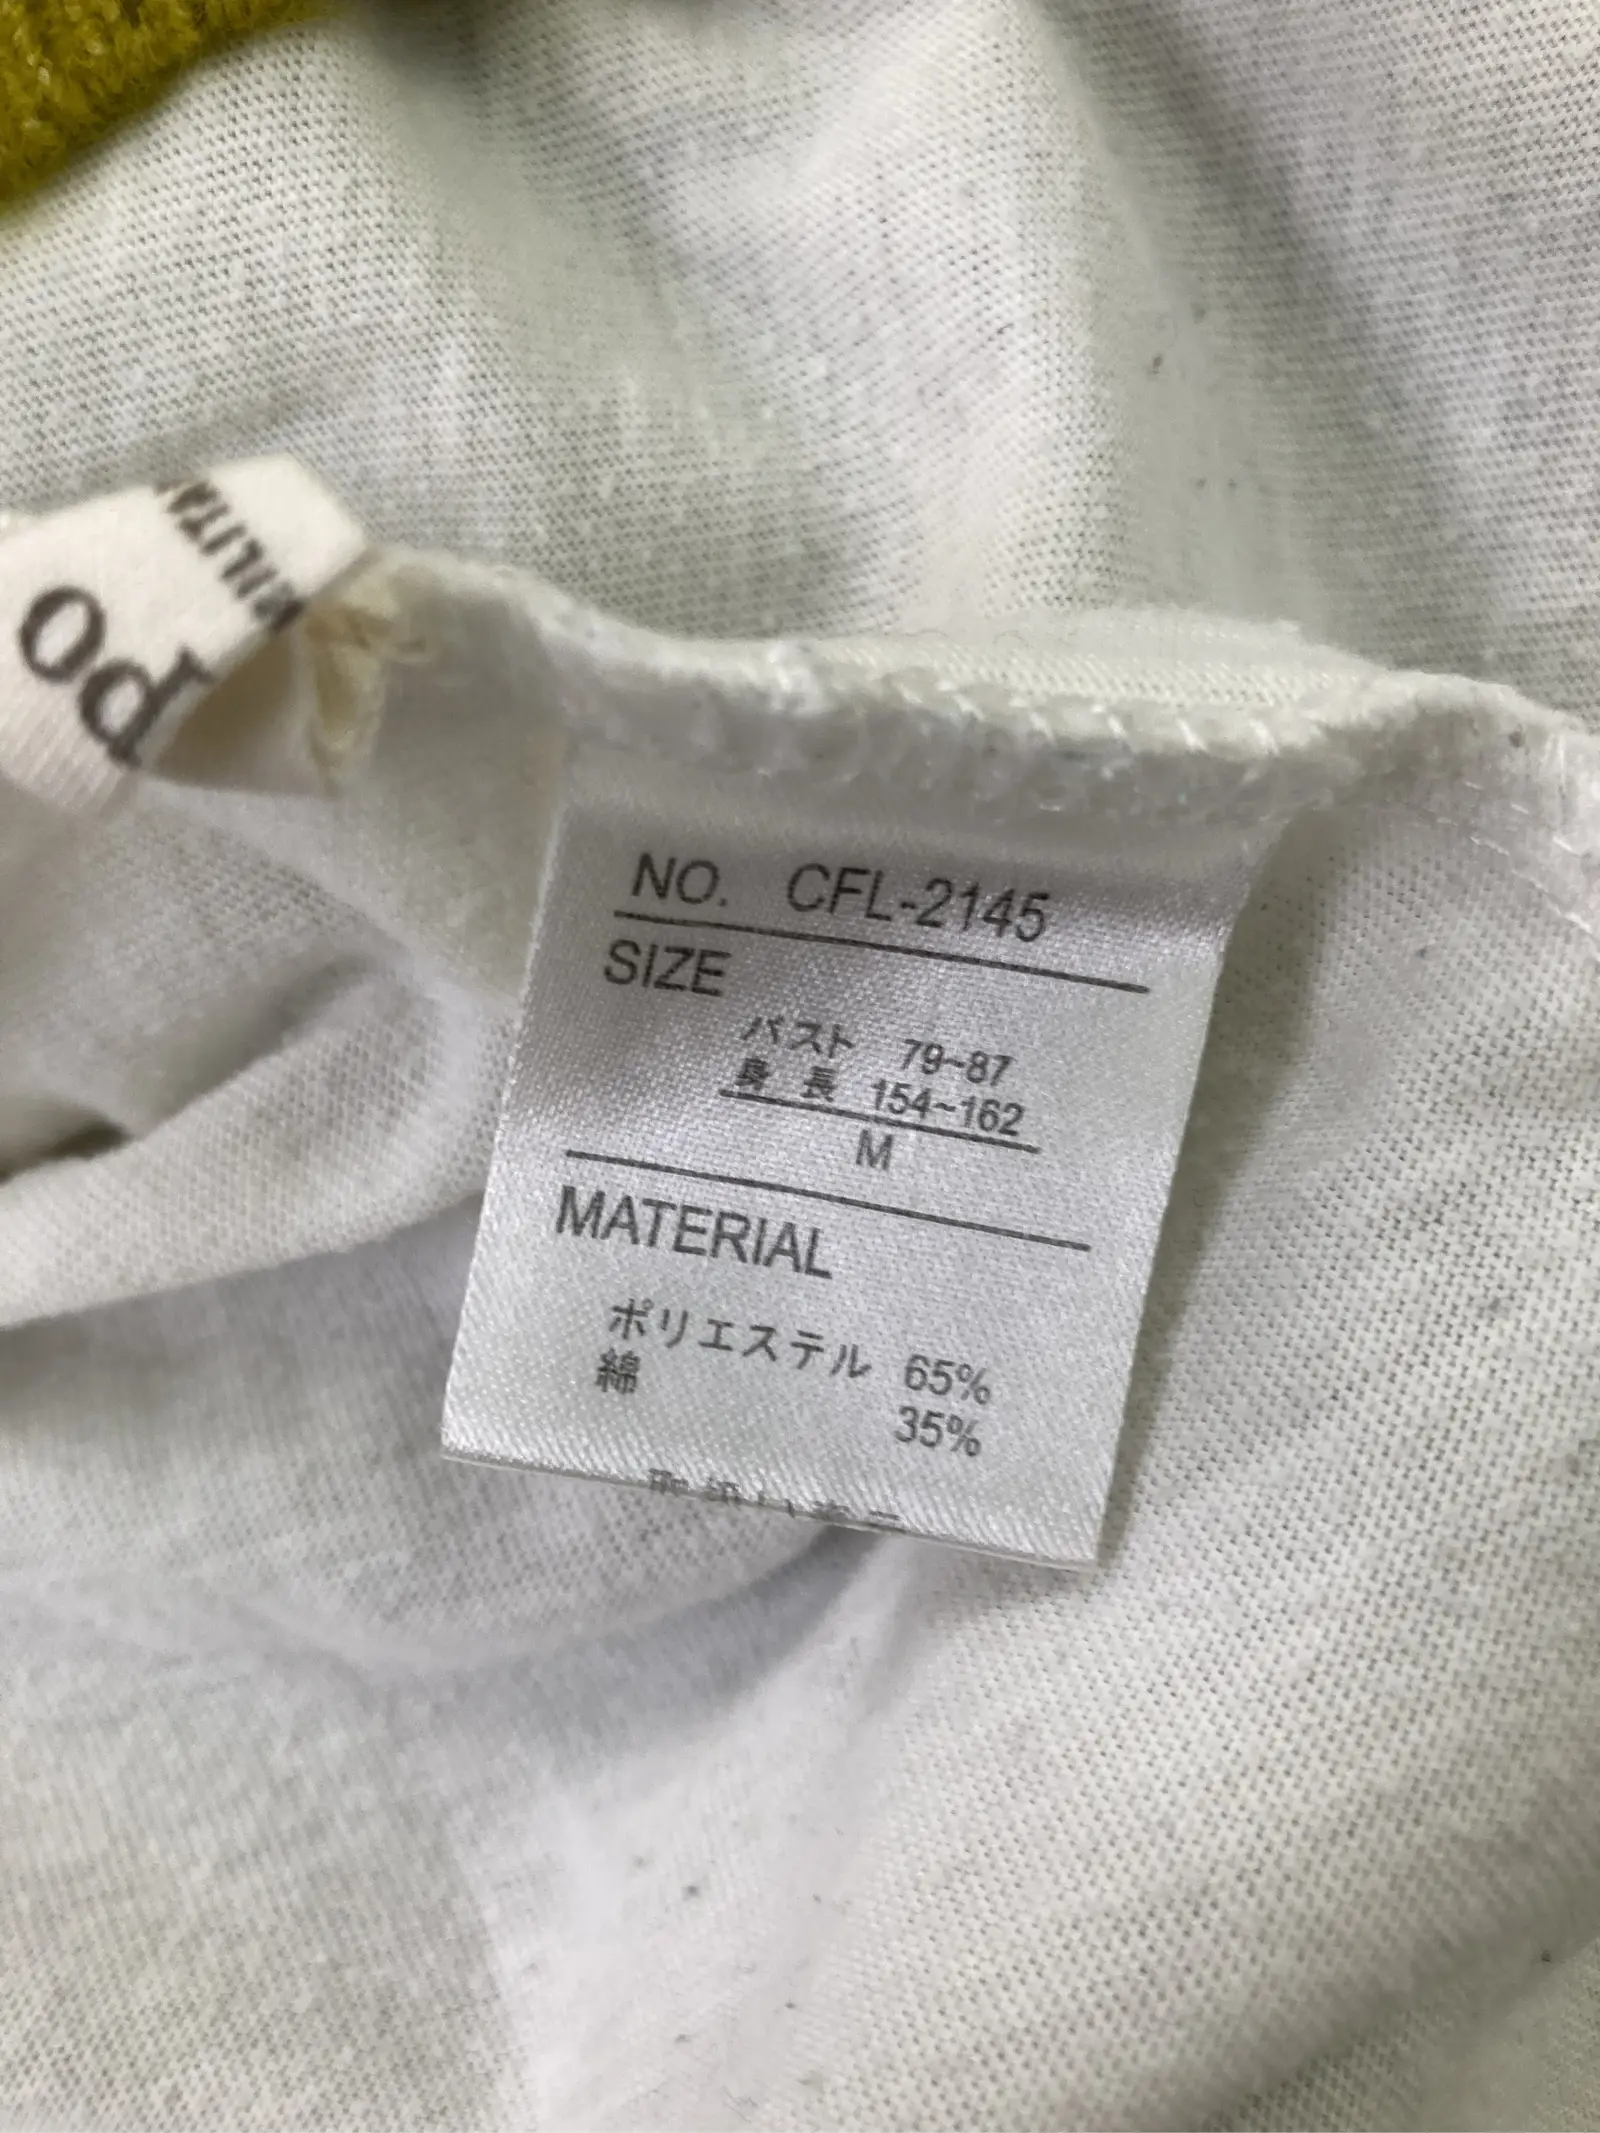 po
NO. CFL-2145
SIZE
バスト 79~87
身長 154~162
M
MATERIAL
ポリエステル 65%
綿 35%